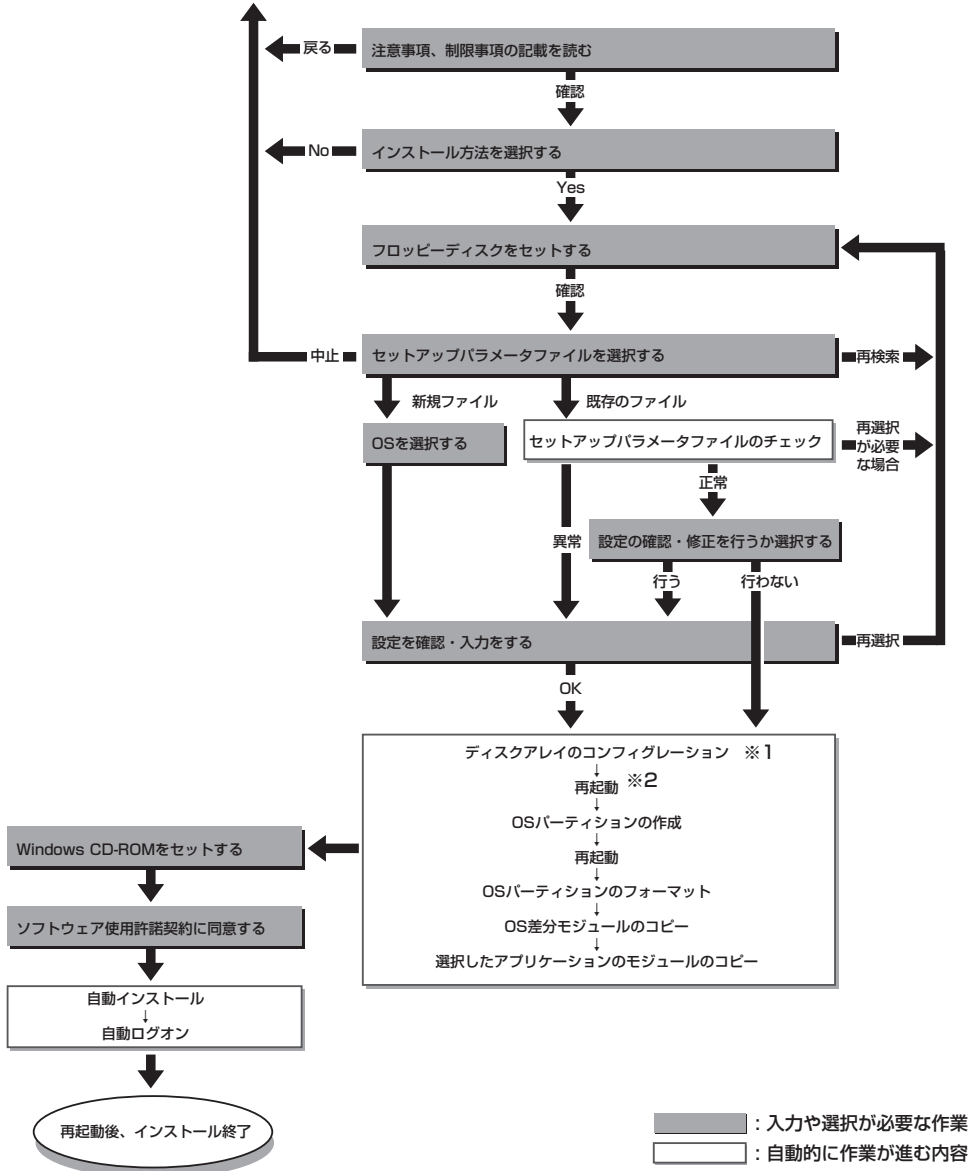 戻る
注意事項、制限事項の記載を読む
確認
No
インストール方法を選択する
Yes
フロッピーディスクをセットする
確認
中止
セットアップパラメータファイルを選択する
再検索
新規ファイル
既存のファイル
OSを選択する
セットアップパラメータファイルのチェック
再選択
が必要
な場合
正常
異常
設定の確認・修正を行うか選択する
行う
行わない
設定を確認・入力をする
再選択
OK
ディスクアレイのコンフィグレーション ※1
↓
再起動 ※2
↓
OSパーティションの作成
↓
再起動
↓
OSパーティションのフォーマット
↓
OS差分モジュールのコピー
↓
選択したアプリケーションのモジュールのコピー
Windows CD-ROMをセットする
ソフトウェア使用許諾契約に同意する
自動インストール
↓
自動ログオン
再起動後、インストール終了
:入力や選択が必要な作業
:自動的に作業が進む内容